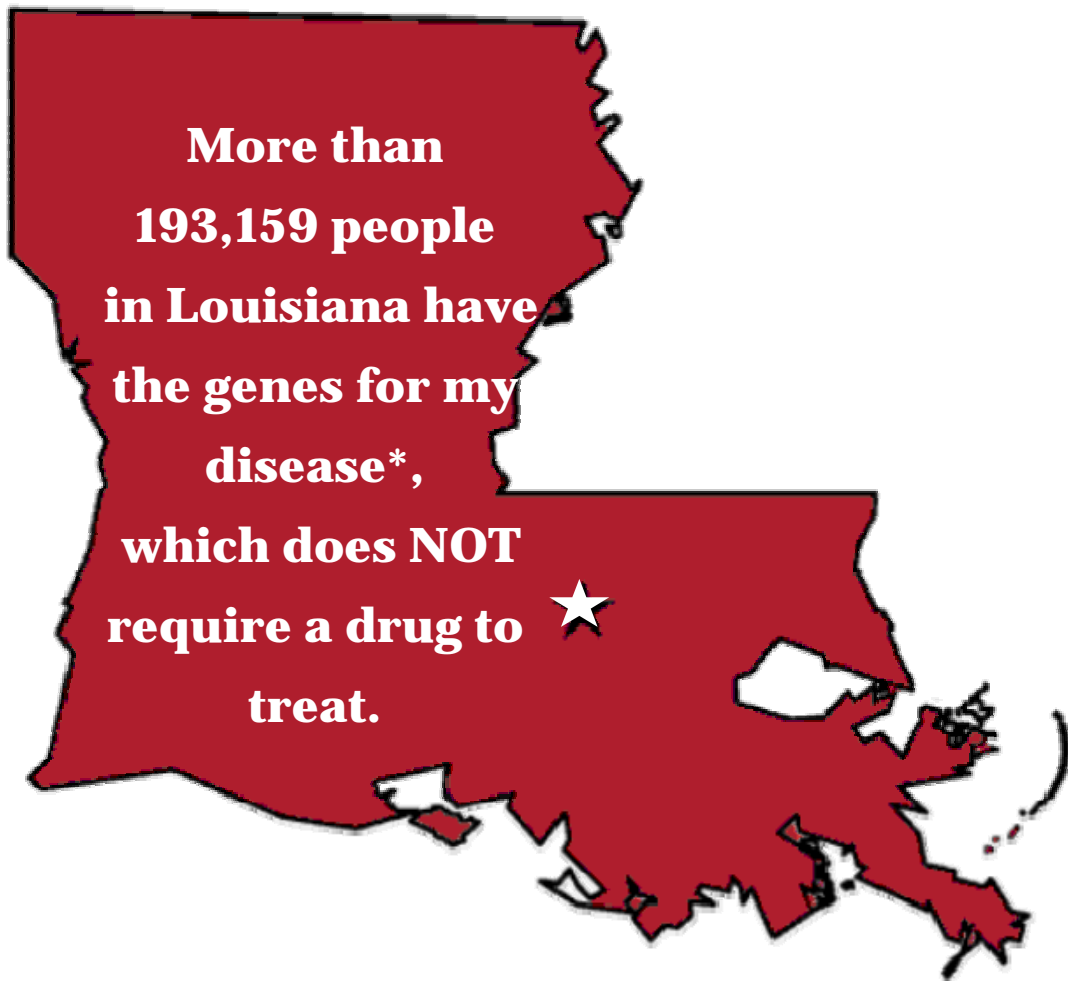 More than
193,159 people
in Louisiana have
the genes for my
disease*,
which does NOT
require a drug to
treat.